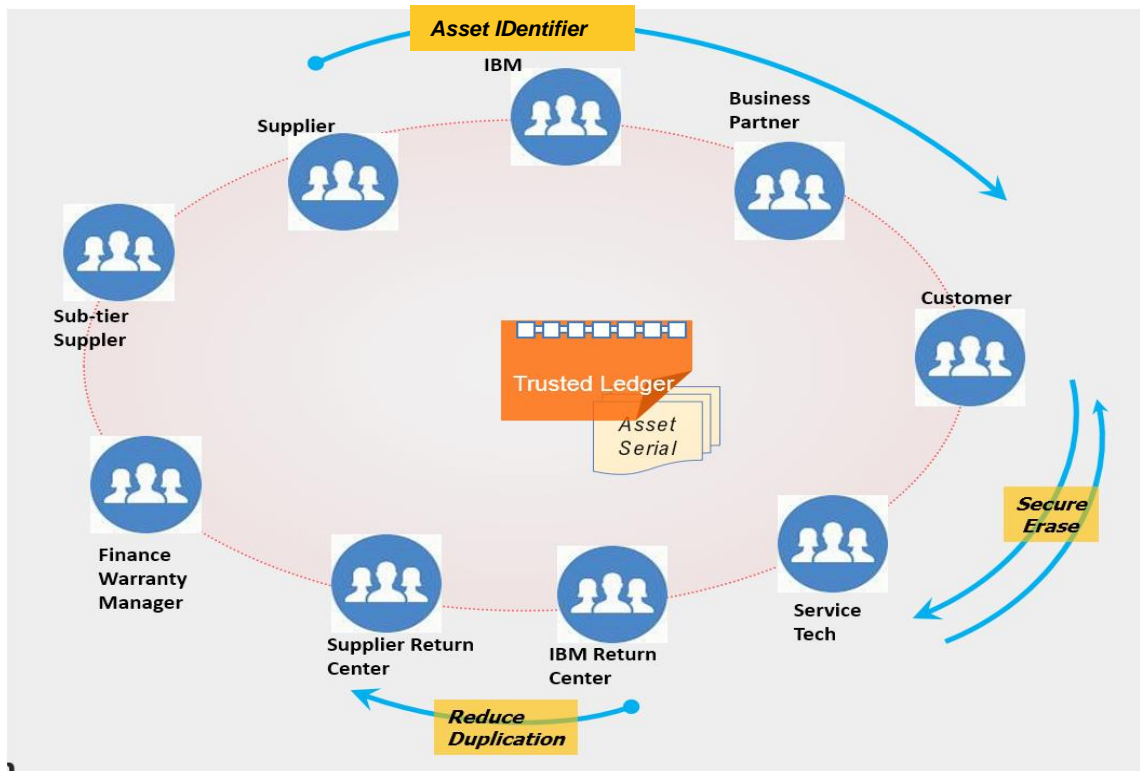 Asset IDentifier
IBM
Business
Partner
Supplier
Customer
Sub-tier
Suppler
Trusted Ledger
Asset
Serial
Secure
Erase
Finance
Warranty
Manager
Service
Tech
Supplier Return
Center
IBM Return
Center
Reduce
Duplication